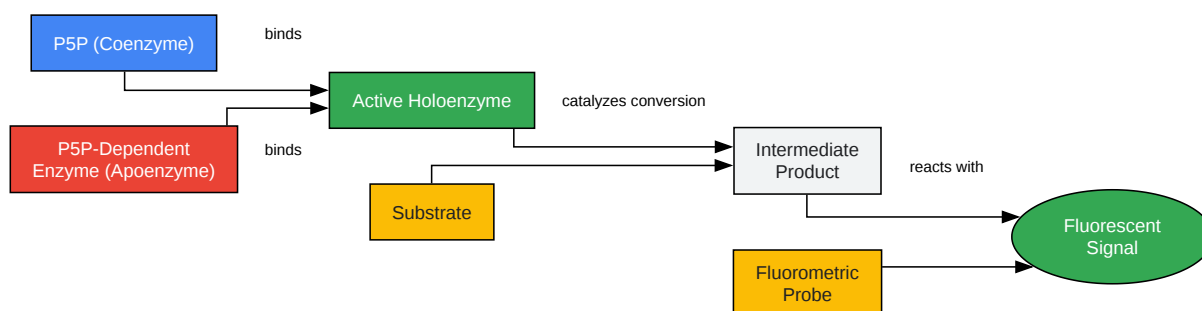 P5P (Coenzyme)
binds
Active Holoenzyme
catalyzes conversion
P5P-Dependent
Enzyme (Apoenzyme)
binds
Intermediate
Product
reacts with
Substrate
Fluorescent
Signal
Fluorometric
Probe